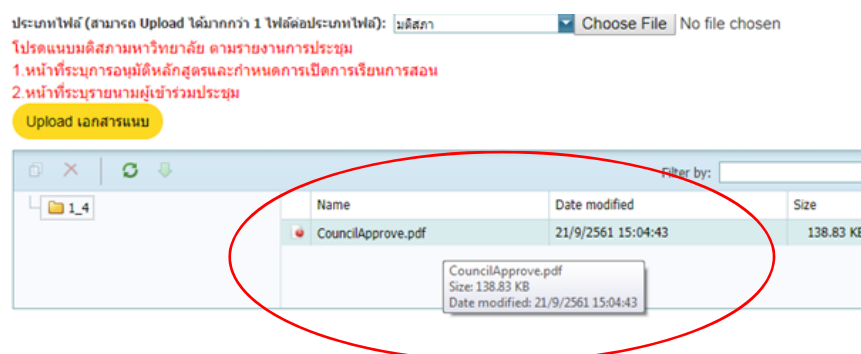 ประเภทไฟล์ (สามารถ Upload ได้มากกว่า 1 ไฟล์ต่อประเภทไฟล์): มติสภา Choose File No file chosen
โปรดแนบมติสภามหาวิทยาลัย ตามรายงานการประชุม
1.หน้าที่ระบุการอนุมัติหลักสูตรและกำหนดการเปิดการเรียนการสอน
2.หน้าที่ระบุรายนามผู้เข้าร่วมประชุม
Upload เอกสารแนบ
Filter by:
1_4
Name Date modified Size
CouncilApprove.pdf 21/9/2561 15:04:43 138.83 KB
CouncilApprove.pdf
Size: 138.83 KB
Date modified: 21/9/2561 15:04:43